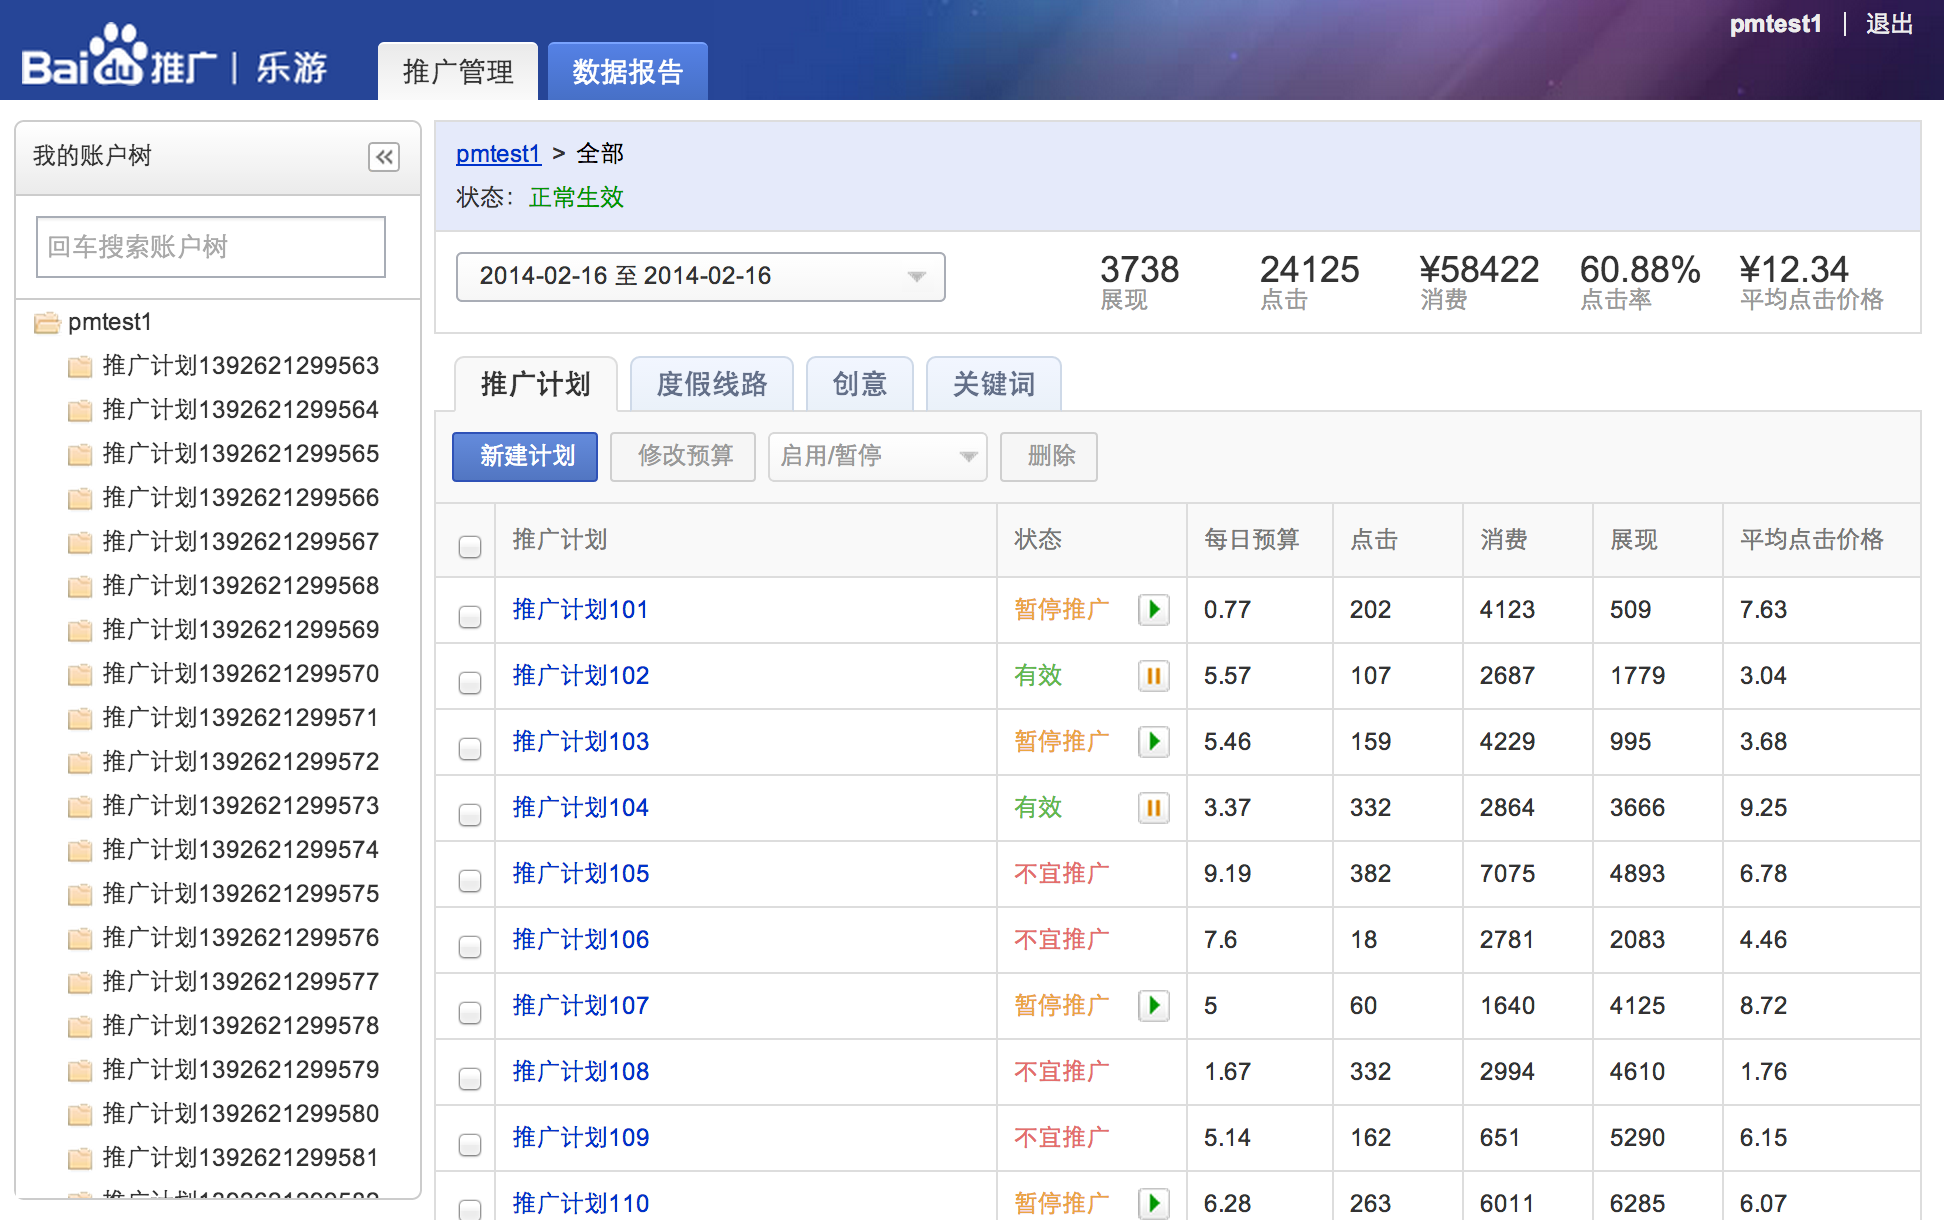 Baidu推广 | 乐游
推广管理
数据报告
pmtest1 | 退出
我的账户树
回车搜索账户树
pmtest1
推广计划1392621299563
推广计划1392621299564
推广计划1392621299565
推广计划1392621299566
推广计划1392621299567
推广计划1392621299568
推广计划1392621299569
推广计划1392621299570
推广计划1392621299571
推广计划1392621299572
推广计划1392621299573
推广计划1392621299574
推广计划1392621299575
推广计划1392621299576
推广计划1392621299577
推广计划1392621299578
推广计划1392621299579
推广计划1392621299580
推广计划1392621299581
pmtest1 > 全部
状态：正常生效
2014-02-16 至 2014-02-16
3738 24125 ¥58422 60.88% ¥12.34
展现 点击 消费 点击率 平均点击价格
推广计划 度假线路 创意 关键词
新建计划 修改预算 启用/暂停 删除
推广计划 状态 每日预算 点击 消费 展现 平均点击价格
推广计划101 暂停推广 0.77 202 4123 509 7.63
推广计划102 有效 5.57 107 2687 1779 3.04
推广计划103 暂停推广 5.46 159 4229 995 3.68
推广计划104 有效 3.37 332 2864 3666 9.25
推广计划105 不宜推广 9.19 382 7075 4893 6.78
推广计划106 不宜推广 7.6 18 2781 2083 4.46
推广计划107 暂停推广 5 60 1640 4125 8.72
推广计划108 不宜推广 1.67 332 2994 4610 1.76
推广计划109 不宜推广 5.14 162 651 5290 6.15
推广计划110 暂停推广 6.28 263 6011 6285 6.07